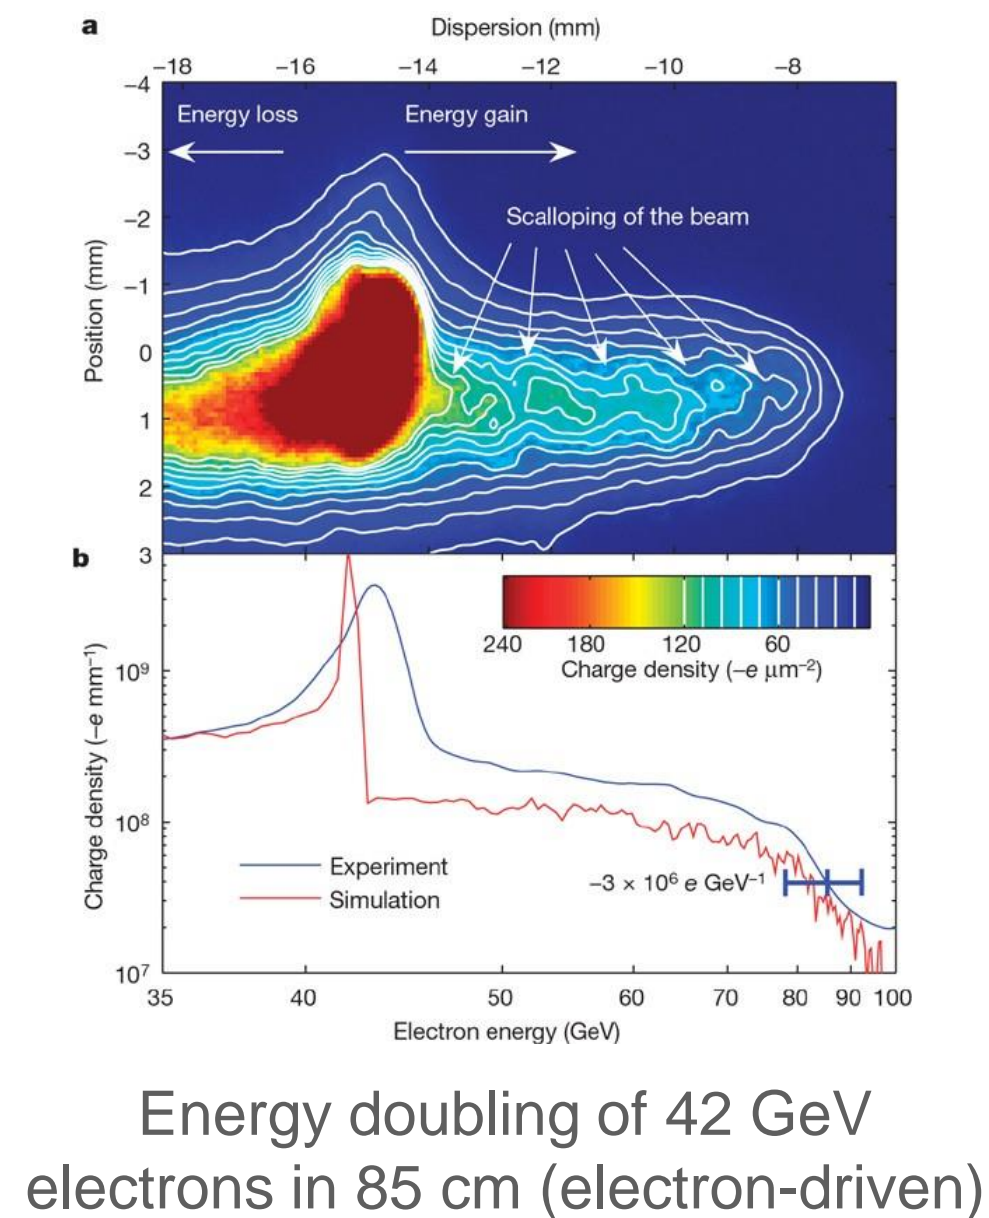 a
Dispersion (mm)
−18 −16 −14 −12 −10 −8
−4
Energy loss Energy gain
−3
−2
Scalloping of the beam
−1
Position (mm)
0
1
2
b
3
240 180 120 60
Charge density (−e μm⁻²)
10⁹
Charge density (−e mm⁻¹)
10⁸
Experiment
−3 × 10⁶ e GeV⁻¹
Simulation
10⁷
35 40 50 60 70 80 90 100
Electron energy (GeV)
Energy doubling of 42 GeV
electrons in 85 cm (electron-driven)